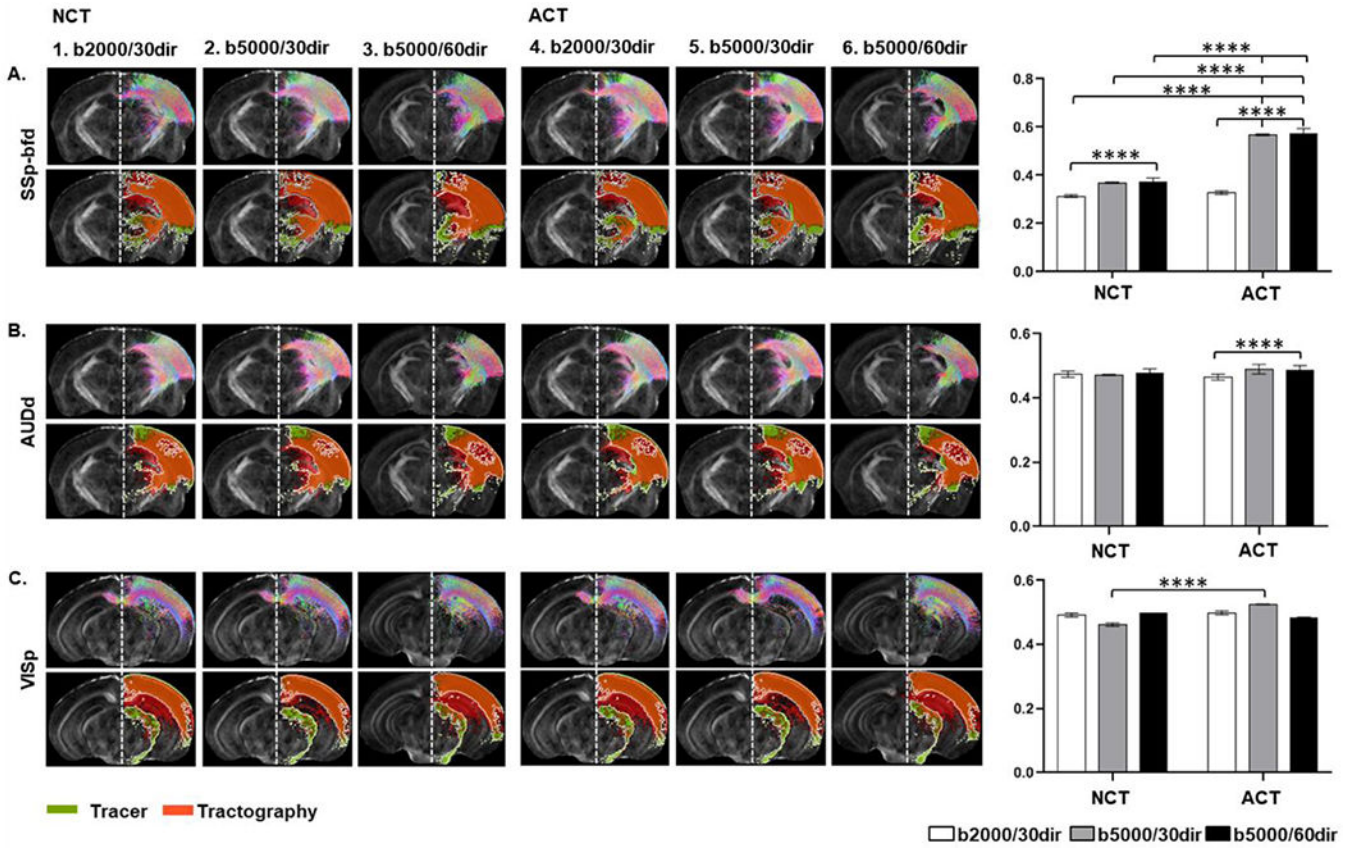 NCT ACT
1. b2000/30dir 2. b5000/30dir 3. b5000/60dir 4. b2000/30dir 5. b5000/30dir 6. b5000/60dir
A.
SSp-bfd
****
****
****
****
****
0.8
0.6
0.4
0.2
0.0
NCT ACT
B.
AUDd
****
0.6
0.4
0.2
0.0
NCT ACT
C.
VISp
****
0.6
0.4
0.2
0.0
NCT ACT
Tracer Tractography
b2000/30dir b5000/30dir b5000/60dir